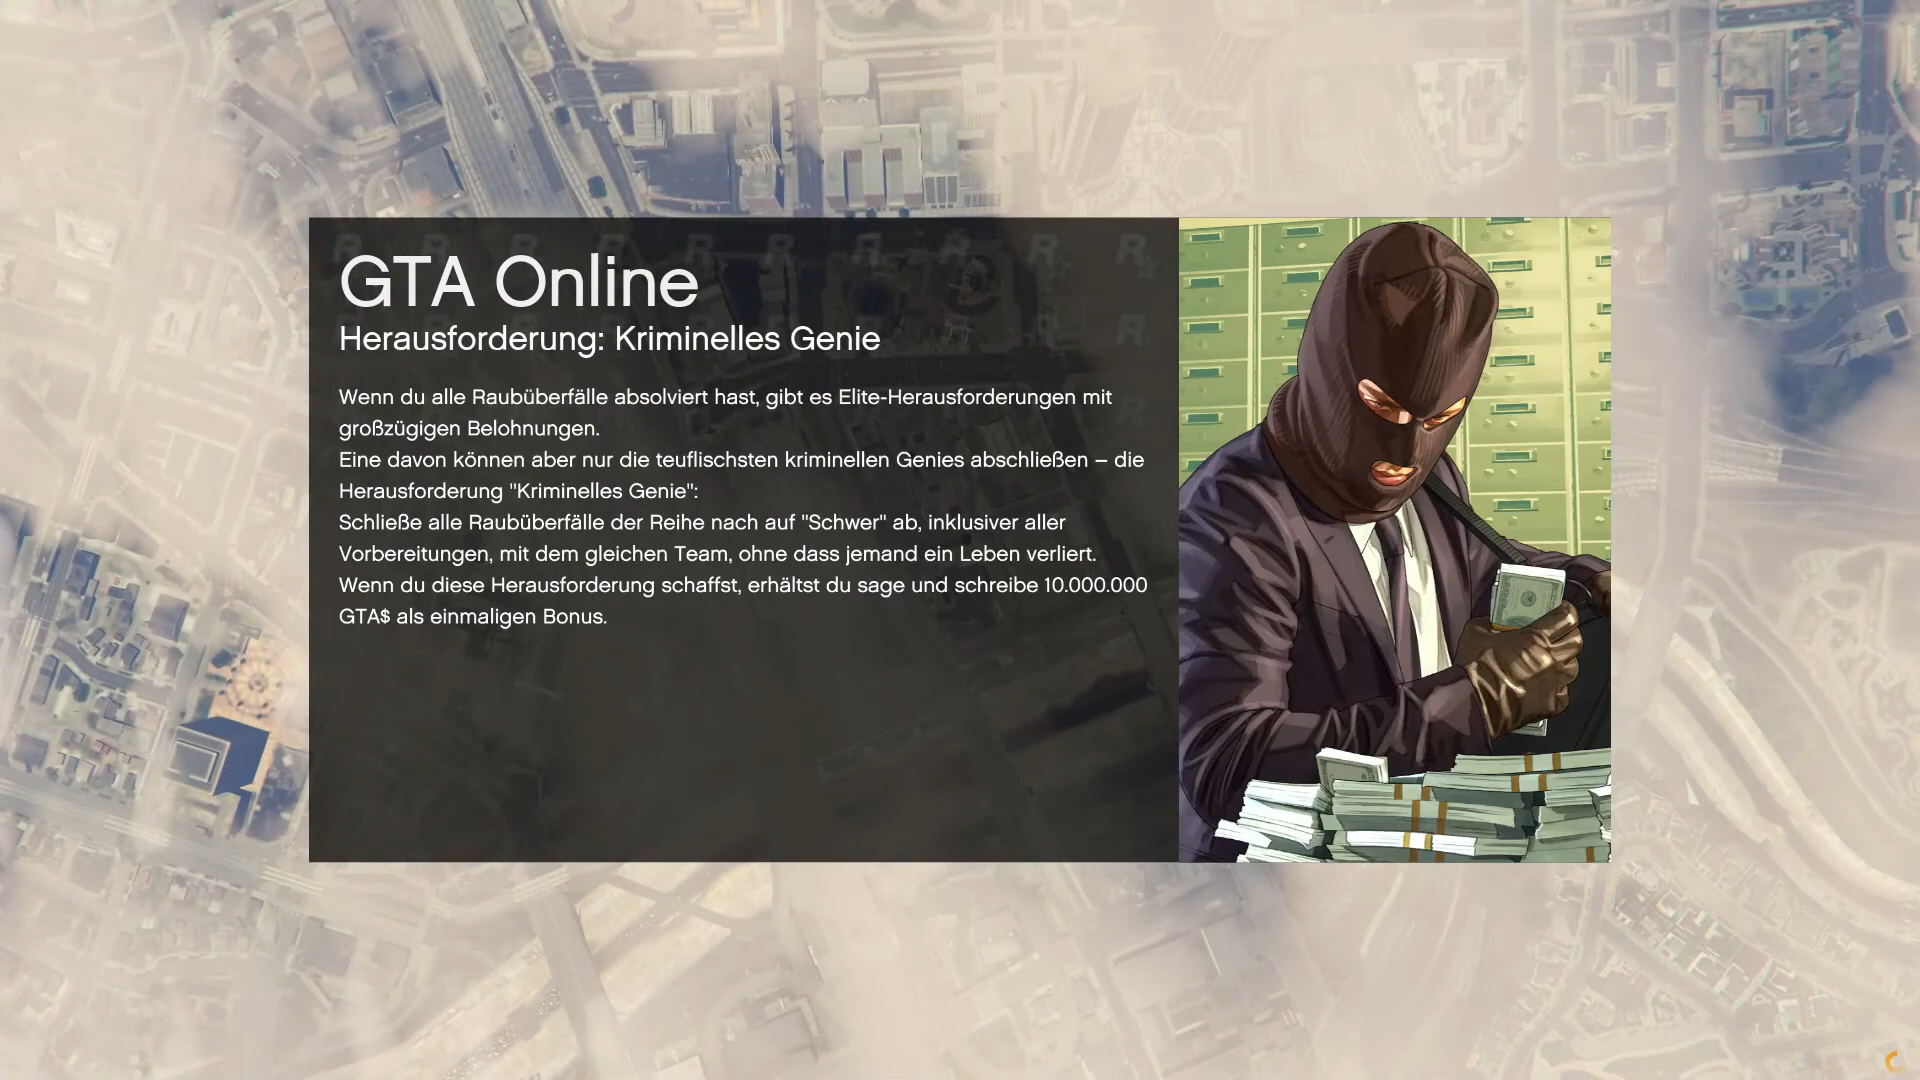 GTA Online
Herausforderung: Kriminelles Genie
Wenn du alle Raubüberfälle absolviert hast, gibt es Elite-Herausforderungen mit
großzügigen Belohnungen.
Eine davon können aber nur die teuflischsten kriminellen Genies abschließen – die
Herausforderung "Kriminelles Genie":
Schließe alle Raubüberfälle der Reihe nach auf "Schwer" ab, inklusiver aller
Vorbereitungen, mit dem gleichen Team, ohne dass jemand ein Leben verliert.
Wenn du diese Herausforderung schaffst, erhältst du sage und schreibe 10.000.000
GTA$ als einmaligen Bonus.